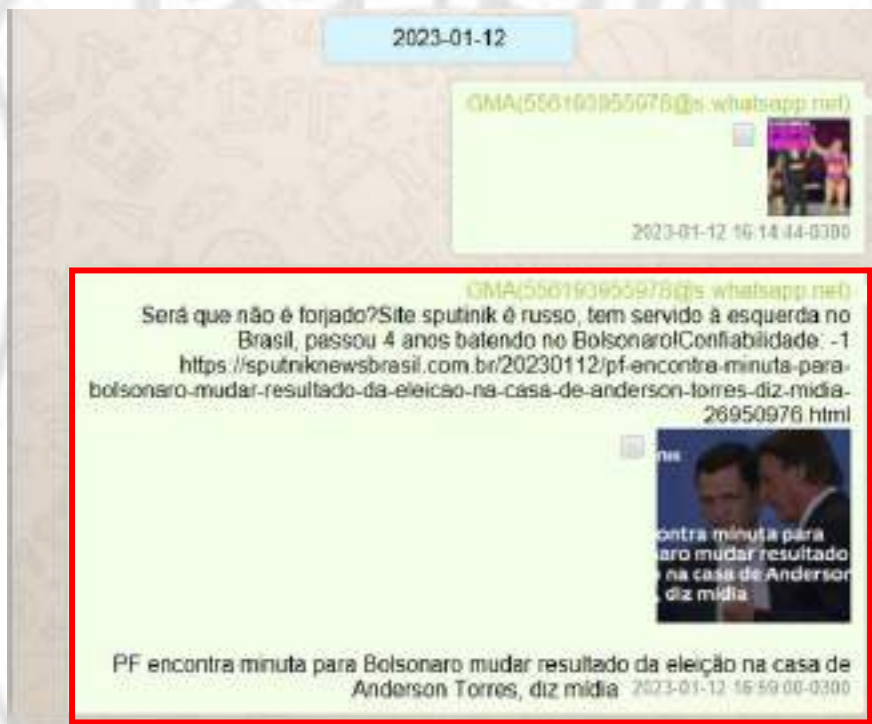 2023-01-12
GMA(556193955978@s.whatsapp.net)
2023-01-12 16:14:44-0300
GMA(556193955978@s.whatsapp.net)
Será que não é forjado?Site sputinik é russo, tem servido à esquerda no
Brasil, passou 4 anos batendo no Bolsonaro!Confiabilidade: -1
https://sputniknewsbrasil.com.br/20230112/pf-encontra-minuta-para-
bolsonaro-mudar-resultado-da-eleicao-na-casa-de-anderson-torres-diz-midia-
26950976.html
nis
ontra minuta para
aro mudar resultado
na casa de Anderson
, diz mídia
PF encontra minuta para Bolsonaro mudar resultado da eleição na casa de
Anderson Torres, diz mídia 2023-01-12 16:59:00-0300